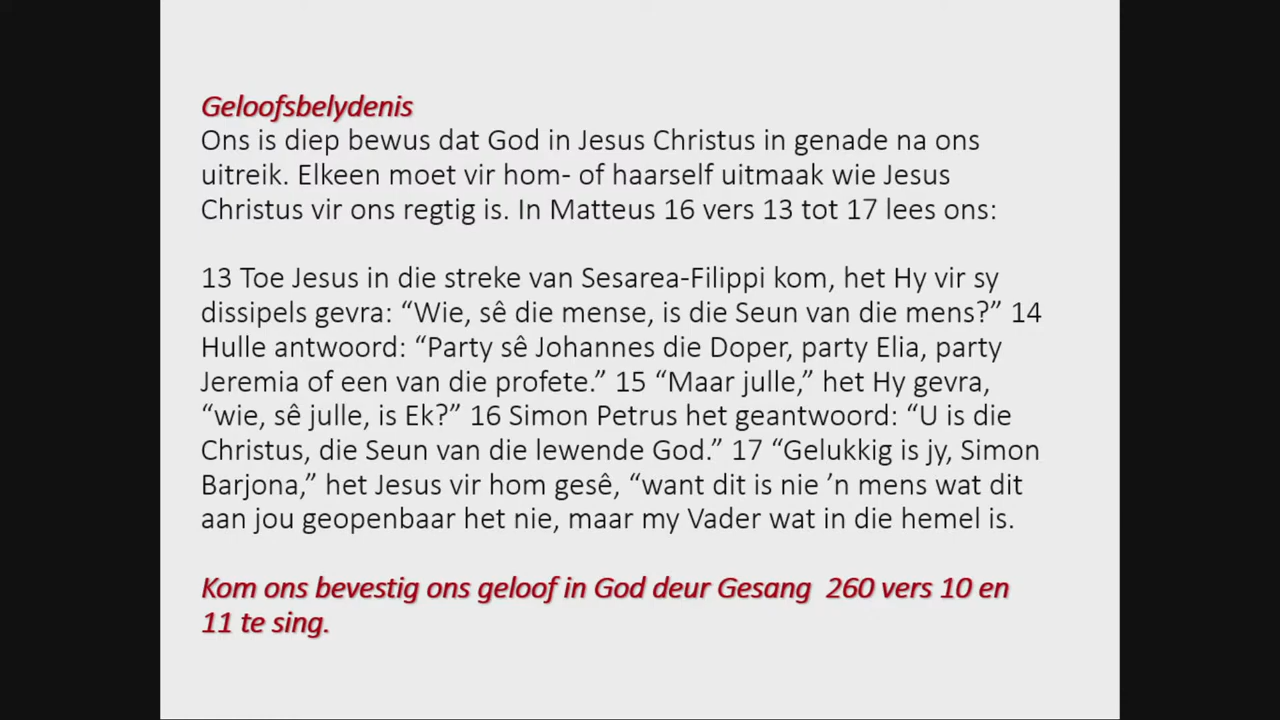 Geloofsbelydenis
Ons is diep bewus dat God in Jesus Christus in genade na ons
uitreik. Elkeen moet vir hom- of haarself uitmaak wie Jesus
Christus vir ons regtig is. In Matteus 16 vers 13 tot 17 lees ons:
13 Toe Jesus in die streke van Sesarea-Filippi kom, het Hy vir sy
dissipels gevra: “Wie, sê die mense, is die Seun van die mens?” 14
Hulle antwoord: “Party sê Johannes die Doper, party Elia, party
Jeremia of een van die profete.” 15 “Maar julle,” het Hy gevra,
“wie, sê julle, is Ek?” 16 Simon Petrus het geantwoord: “U is die
Christus, die Seun van die lewende God.” 17 “Gelukkig is jy, Simon
Barjona,” het Jesus vir hom gesê, “want dit is nie ’n mens wat dit
aan jou geopenbaar het nie, maar my Vader wat in die hemel is.
Kom ons bevestig ons geloof in God deur Gesang  260 vers 10 en
11 te sing.